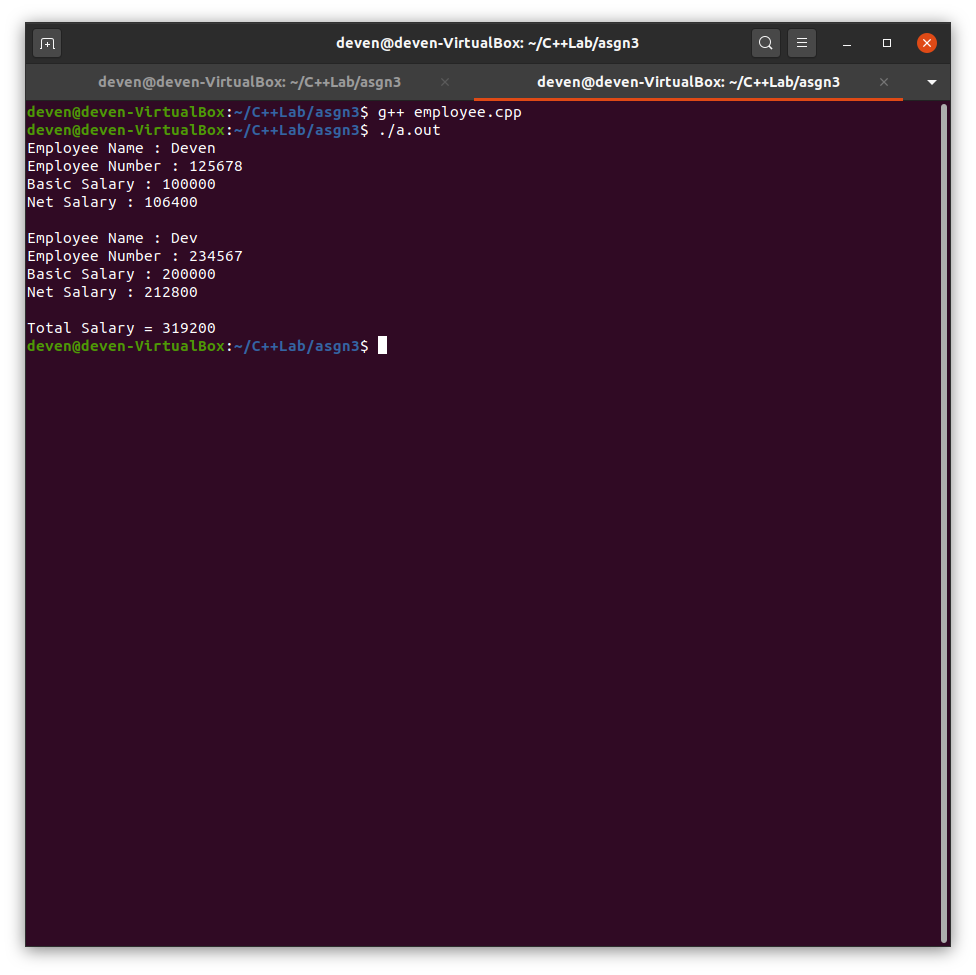 deven@deven-VirtualBox: ~/C++Lab/asgn3
deven@deven-VirtualBox: ~/C++Lab/asgn3
deven@deven-VirtualBox: ~/C++Lab/asgn3
deven@deven-VirtualBox:~/C++Lab/asgn3$ g++ employee.cpp
deven@deven-VirtualBox:~/C++Lab/asgn3$ ./a.out
Employee Name : Deven
Employee Number : 125678
Basic Salary : 100000
Net Salary : 106400
Employee Name : Dev
Employee Number : 234567
Basic Salary : 200000
Net Salary : 212800
Total Salary = 319200
deven@deven-VirtualBox:~/C++Lab/asgn3$